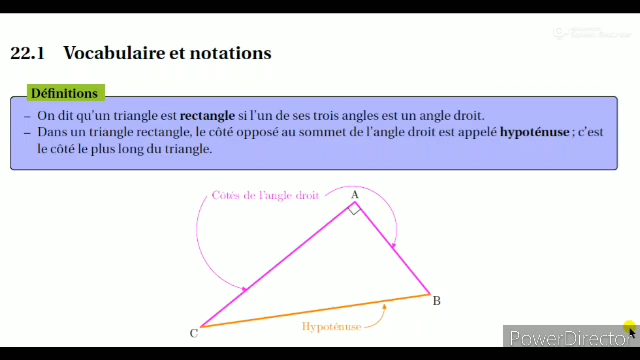 22.1 Vocabulaire et notations
Définitions
– On dit qu'un triangle est rectangle si l'un de ses trois angles est un angle droit.
– Dans un triangle rectangle, le côté opposé au sommet de l'angle droit est appelé hypoténuse ; c'est
le côté le plus long du triangle.
Côtés de l'angle droit
A
B
Hypoténuse
C
PowerDirector